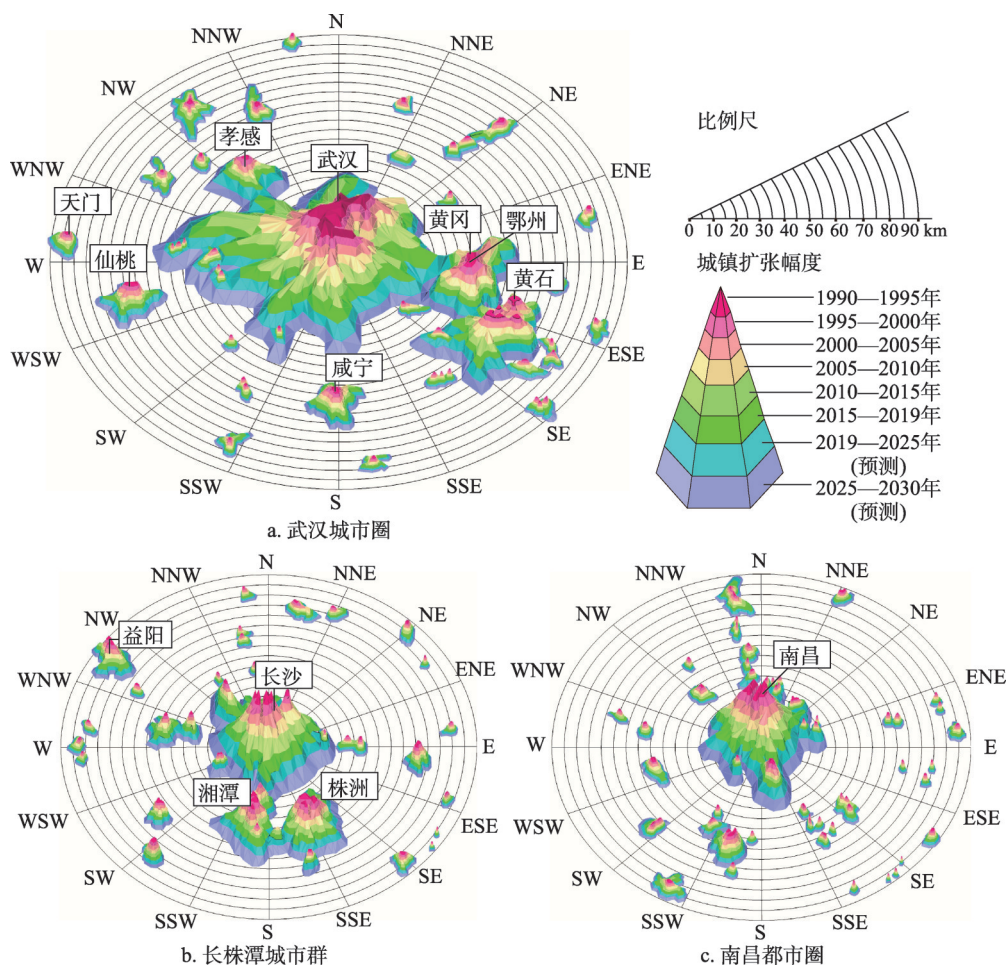 N
NNW
NNE
NW
NE
孝感
武汉
WNW
ENE
天门
黄冈
鄂州
仙桃
W
E
黄石
WSW
ESE
咸宁
SW
SE
SSW
SSE
S
a. 武汉城市圈
比例尺
0 10 20 30 40 50 60 70 80 90 km
城镇扩张幅度
1990—1995年
1995—2000年
2000—2005年
2005—2010年
2010—2015年
2015—2019年
2019—2025年
(预测)
2025—2030年
(预测)
N
NNW
NNE
NW
NE
益阳
WNW
ENE
长沙
W
E
湘潭
株洲
WSW
ESE
SW
SE
SSW
SSE
S
b. 长株潭城市群
N
NNW
NNE
NW
NE
南昌
WNW
ENE
W
E
WSW
ESE
SW
SE
SSW
SSE
S
c. 南昌都市圈